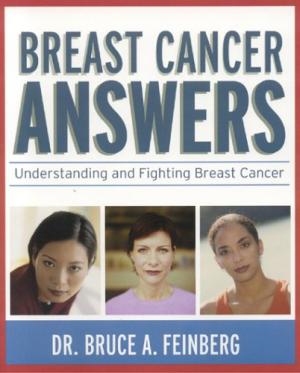 BREAST CANCER
ANSWERS
Understanding and Fighting Breast Cancer
DR. BRUCE A. FEINBERG